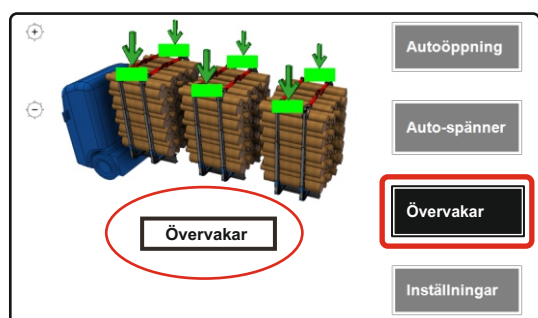 Autoöppning
Auto-spänner
Övervakar
Övervakar
Inställningar